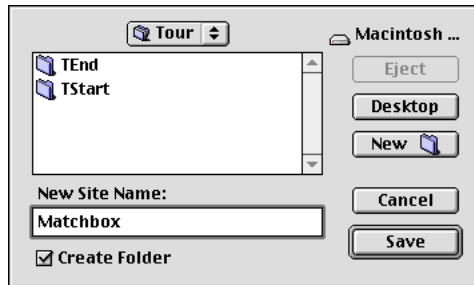 Tour
Macintosh ...
TEnd
TStart
Eject
Desktop
New
New Site Name:
Matchbox
Create Folder
Cancel
Save